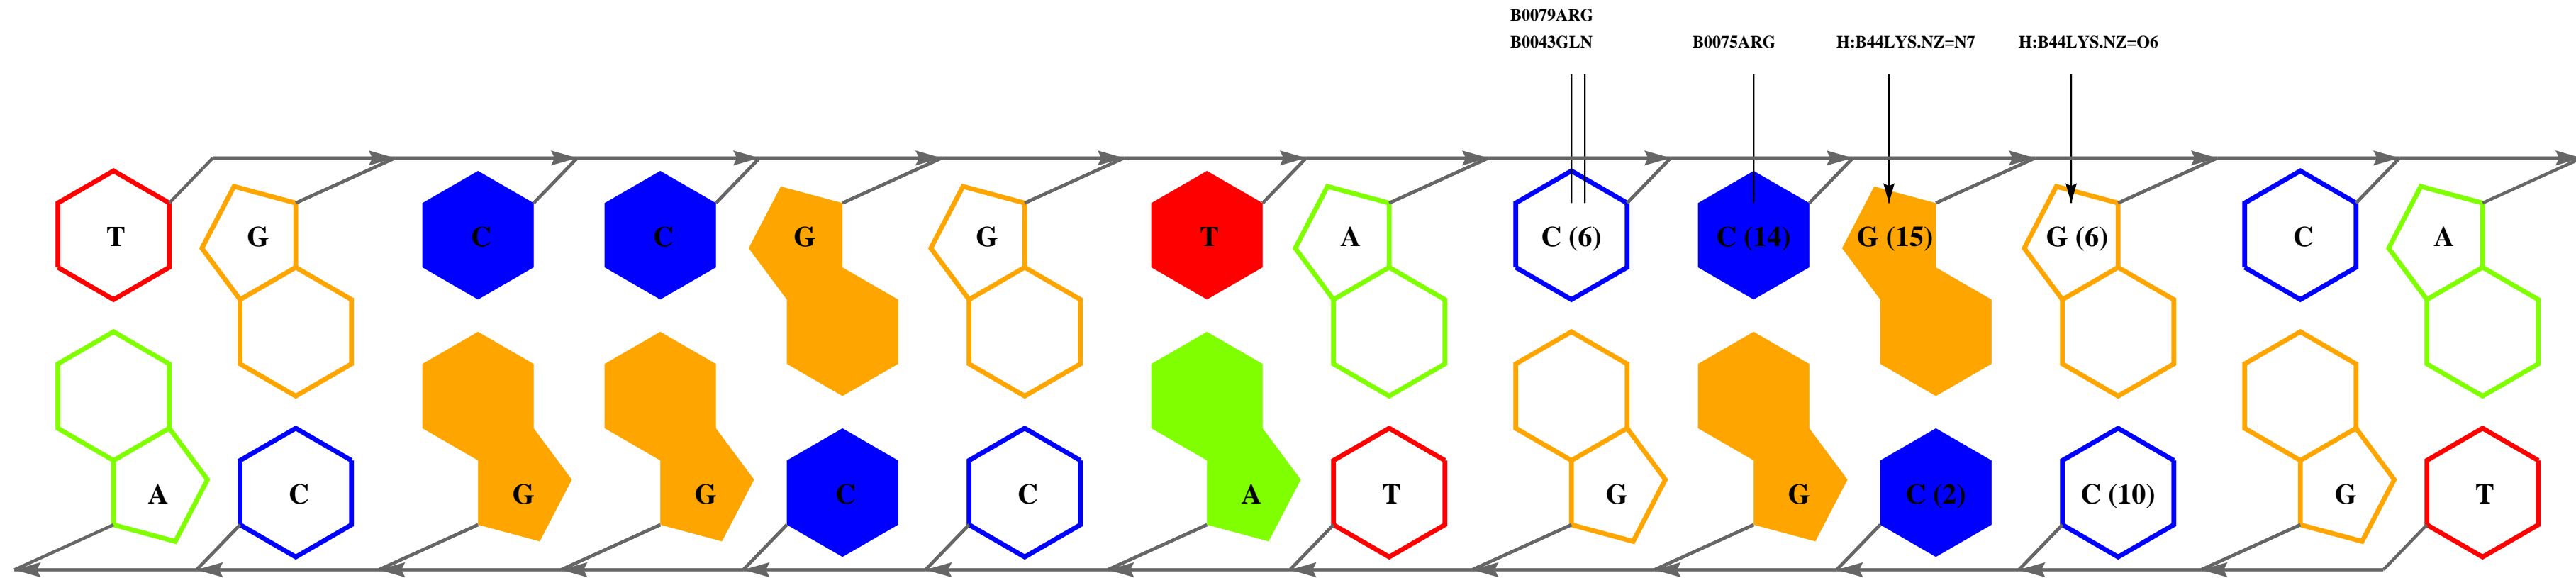 B0079ARG
B0043GLN B0075ARG H:B44LYS.NZ=N7 H:B44LYS.NZ=O6
T G C C G G T A C (6) C (14) G (15) G (6) C A
A C G G C C A T G G C (2) C (10) G T